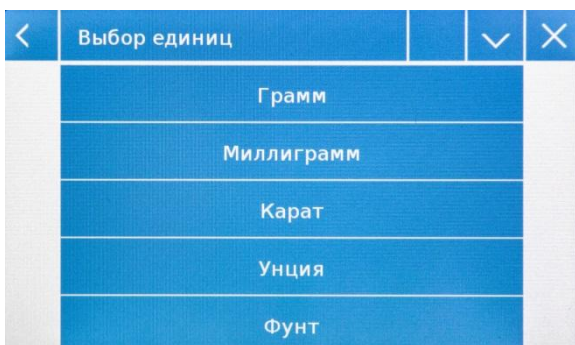 Выбор единиц
Грамм
Миллиграмм
Карат
Унция
Фунт